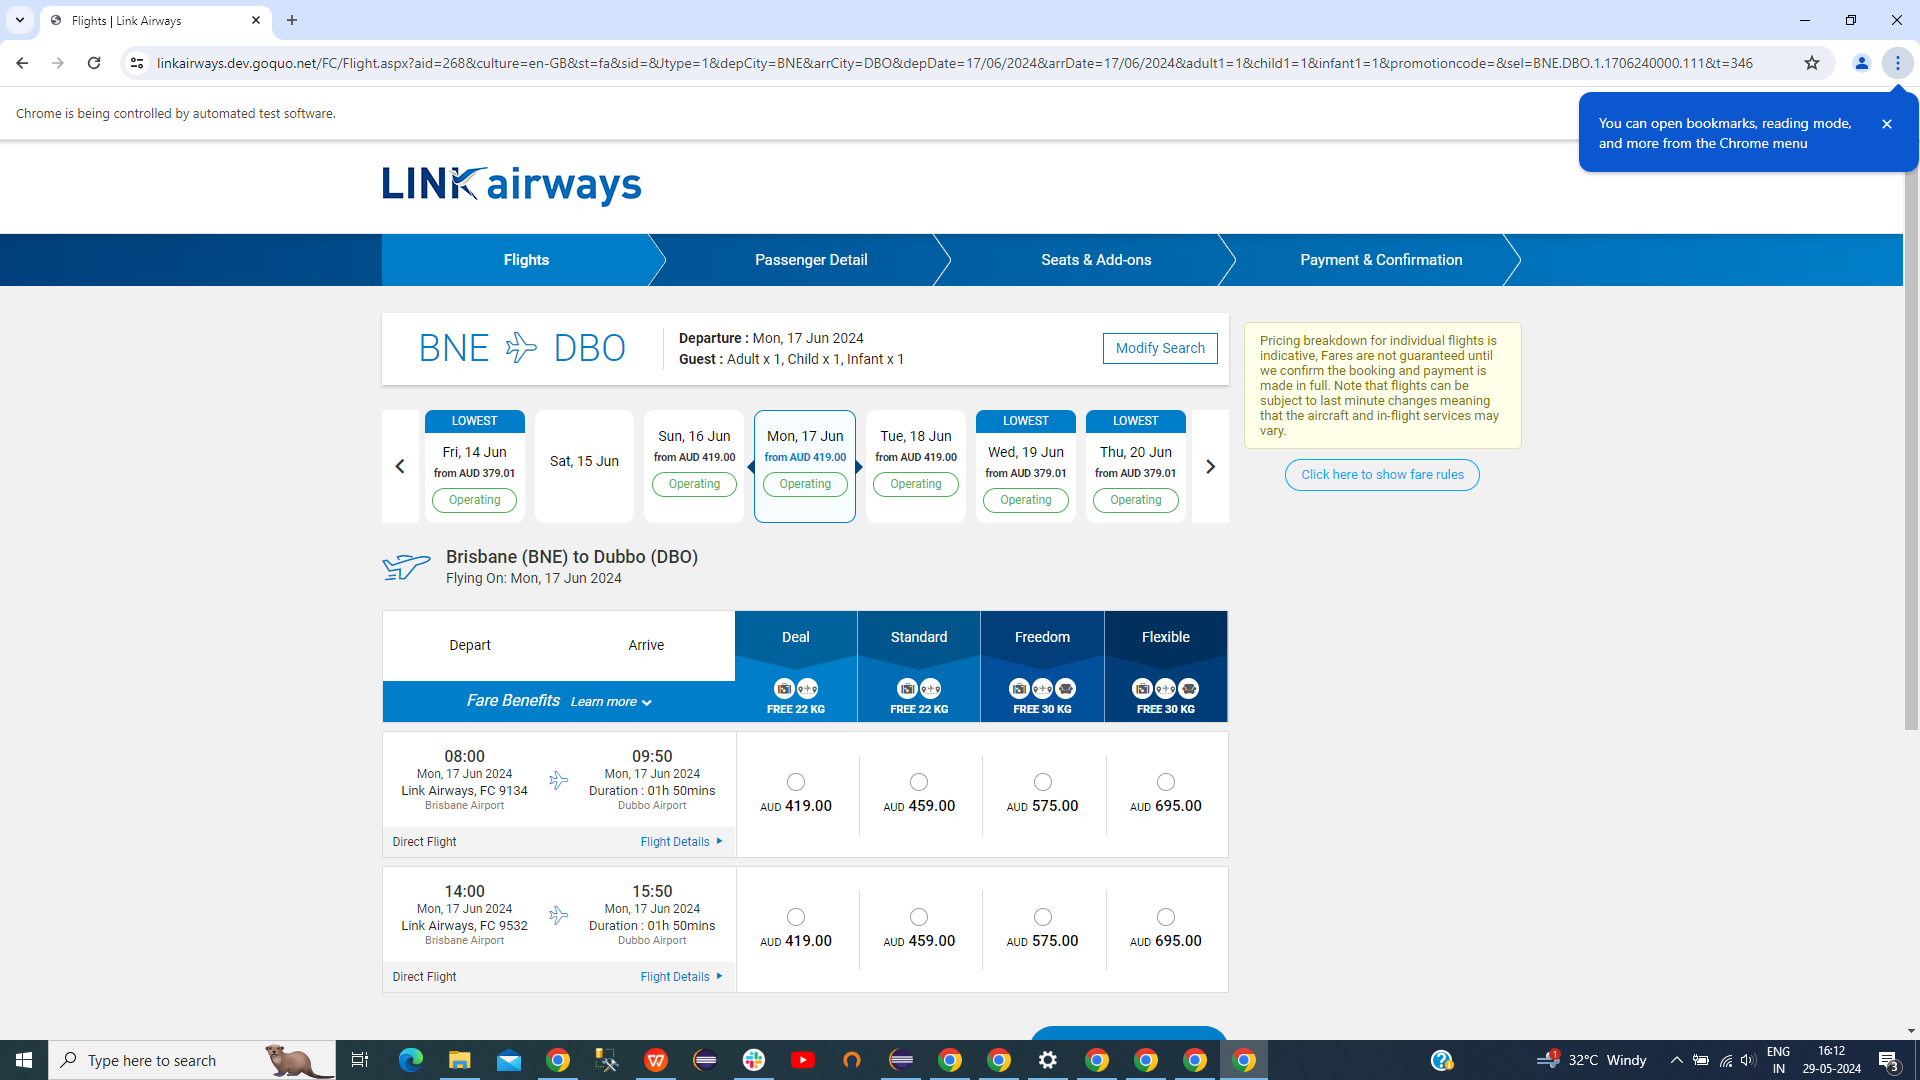 Flights | Link Airways
linkairways.dev.goquo.net/FC/Flight.aspx?aid=268&culture=en-GB&st=fa&sid=&Jtype=1&depCity=BNE&arrCity=DBO&depDate=17/06/2024&arrDate=17/06/2024&adult1=1&child1=1&infant1=1&promotioncode=&sel=BNE.DBO.1.1706240000.111&t=346
Chrome is being controlled by automated test software.
You can open bookmarks, reading mode,
and more from the Chrome menu
LINK airways
Flights
Passenger Detail
Seats & Add-ons
Payment & Confirmation
BNE DBO
Departure : Mon, 17 Jun 2024
Guest : Adult x 1, Child x 1, Infant x 1
Modify Search
Pricing breakdown for individual flights is
indicative, Fares are not guaranteed until
we confirm the booking and payment is
made in full. Note that flights can be
subject to last minute changes meaning
that the aircraft and in-flight services may
vary.
Click here to show fare rules
LOWEST
Fri, 14 Jun
from AUD 379.01
Operating
Sat, 15 Jun
Sun, 16 Jun
from AUD 419.00
Operating
Mon, 17 Jun
from AUD 419.00
Operating
Tue, 18 Jun
from AUD 419.00
Operating
LOWEST
Wed, 19 Jun
from AUD 379.01
Operating
LOWEST
Thu, 20 Jun
from AUD 379.01
Operating
Brisbane (BNE) to Dubbo (DBO)
Flying On: Mon, 17 Jun 2024
Depart
Arrive
Fare Benefits Learn more
Deal
FREE 22 KG
Standard
FREE 22 KG
Freedom
FREE 30 KG
Flexible
FREE 30 KG
08:00
Mon, 17 Jun 2024
Link Airways, FC 9134
Brisbane Airport
09:50
Mon, 17 Jun 2024
Duration : 01h 50mins
Dubbo Airport
Direct Flight
Flight Details
AUD 419.00
AUD 459.00
AUD 575.00
AUD 695.00
14:00
Mon, 17 Jun 2024
Link Airways, FC 9532
Brisbane Airport
15:50
Mon, 17 Jun 2024
Duration : 01h 50mins
Dubbo Airport
Direct Flight
Flight Details
AUD 419.00
AUD 459.00
AUD 575.00
AUD 695.00
Type here to search
32°C Windy
ENG
IN
16:12
29-05-2024
3